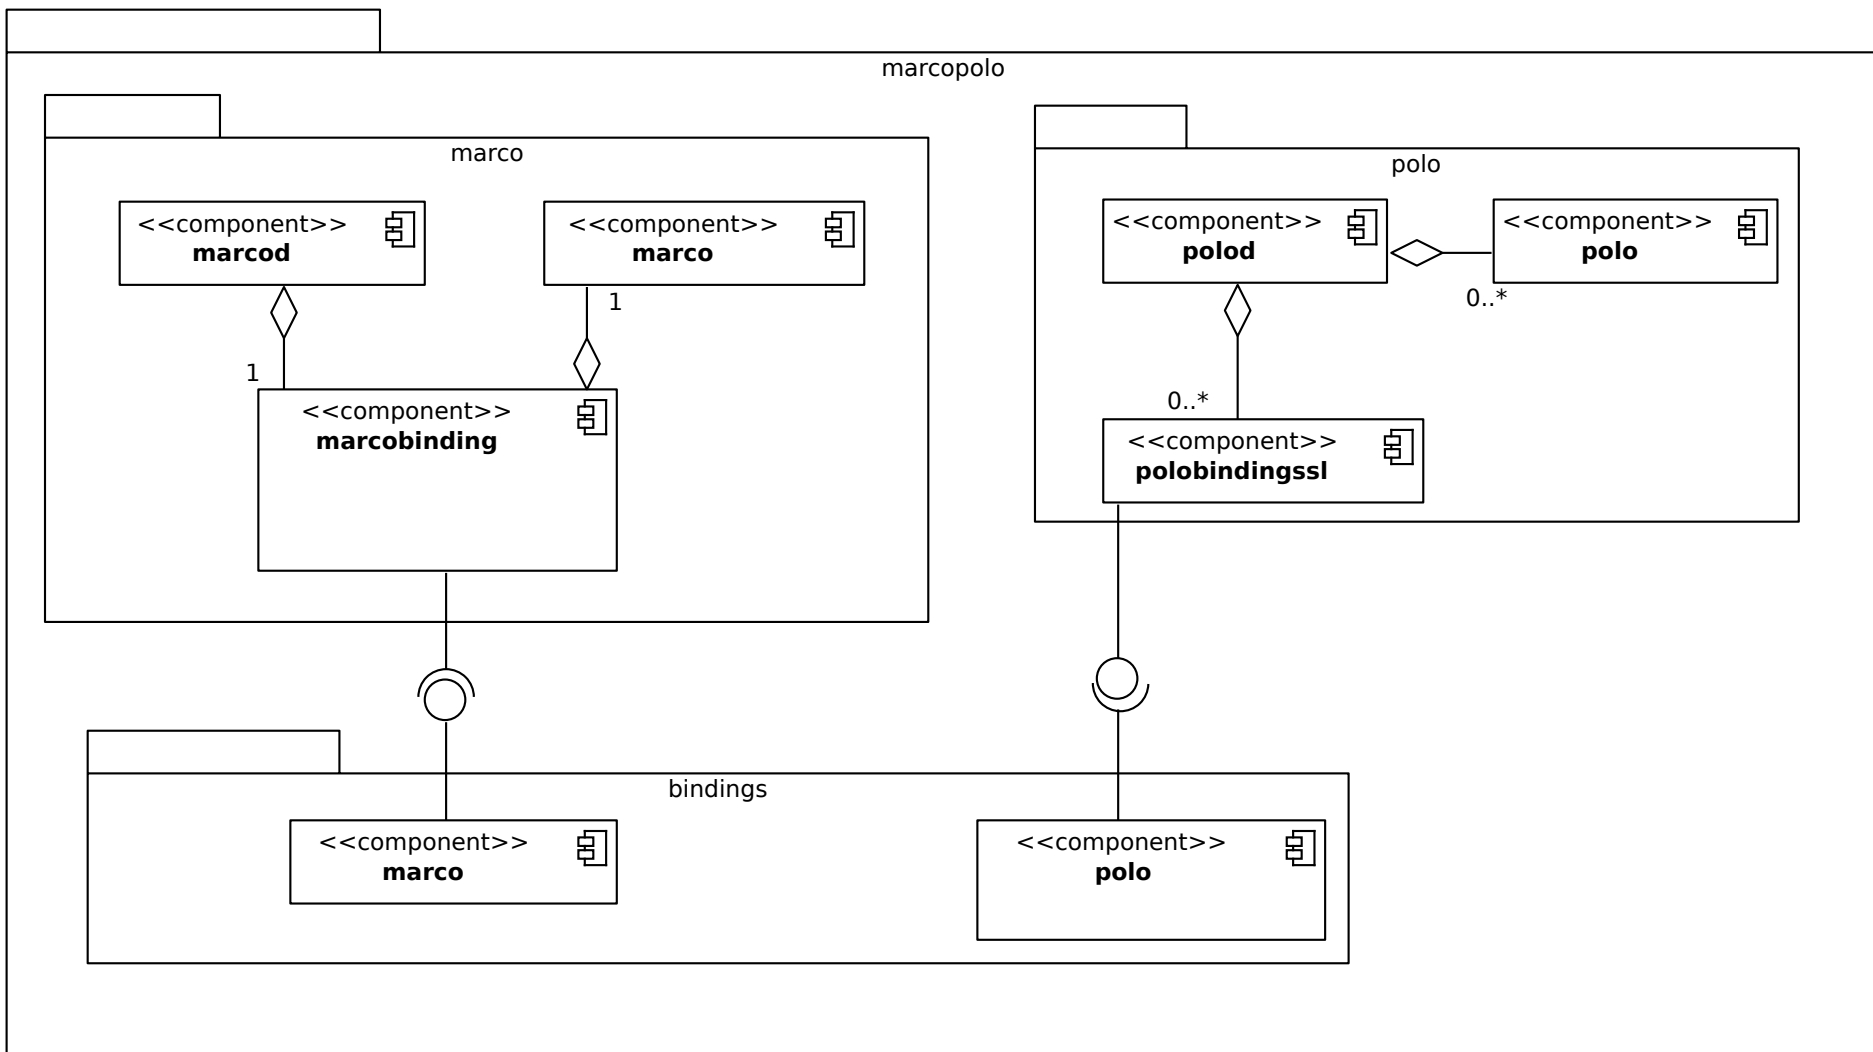 marcopolo
marco
<<component>>
marcod
<<component>>
marco
1
1
<<component>>
marcobinding
polo
<<component>>
polod
<<component>>
polo
0..*
0..*
<<component>>
polobindingssl
bindings
<<component>>
marco
<<component>>
polo